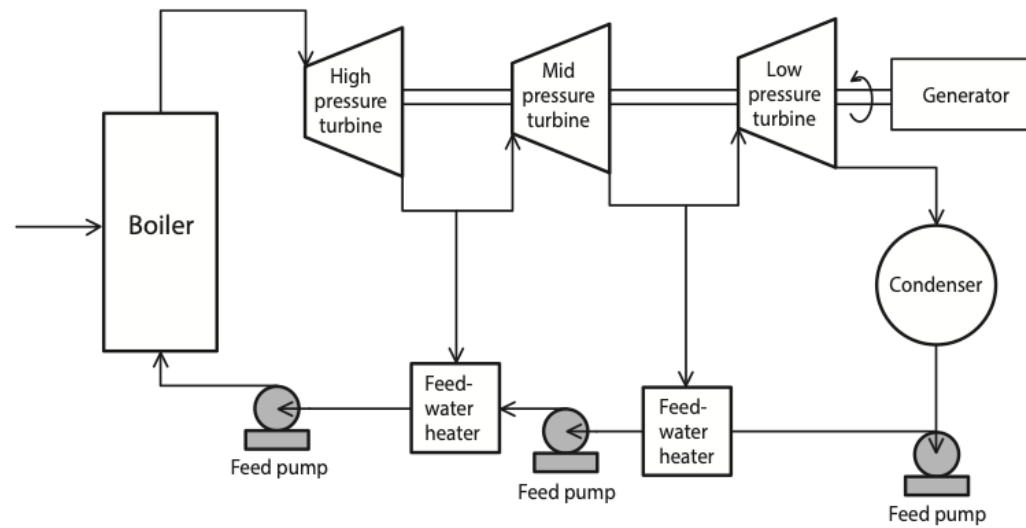 High
pressure
turbine
Mid
pressure
turbine
Low
pressure
turbine
Generator
Boiler
Condenser
Feed-
water
heater
Feed-
water
heater
Feed pump
Feed pump
Feed pump